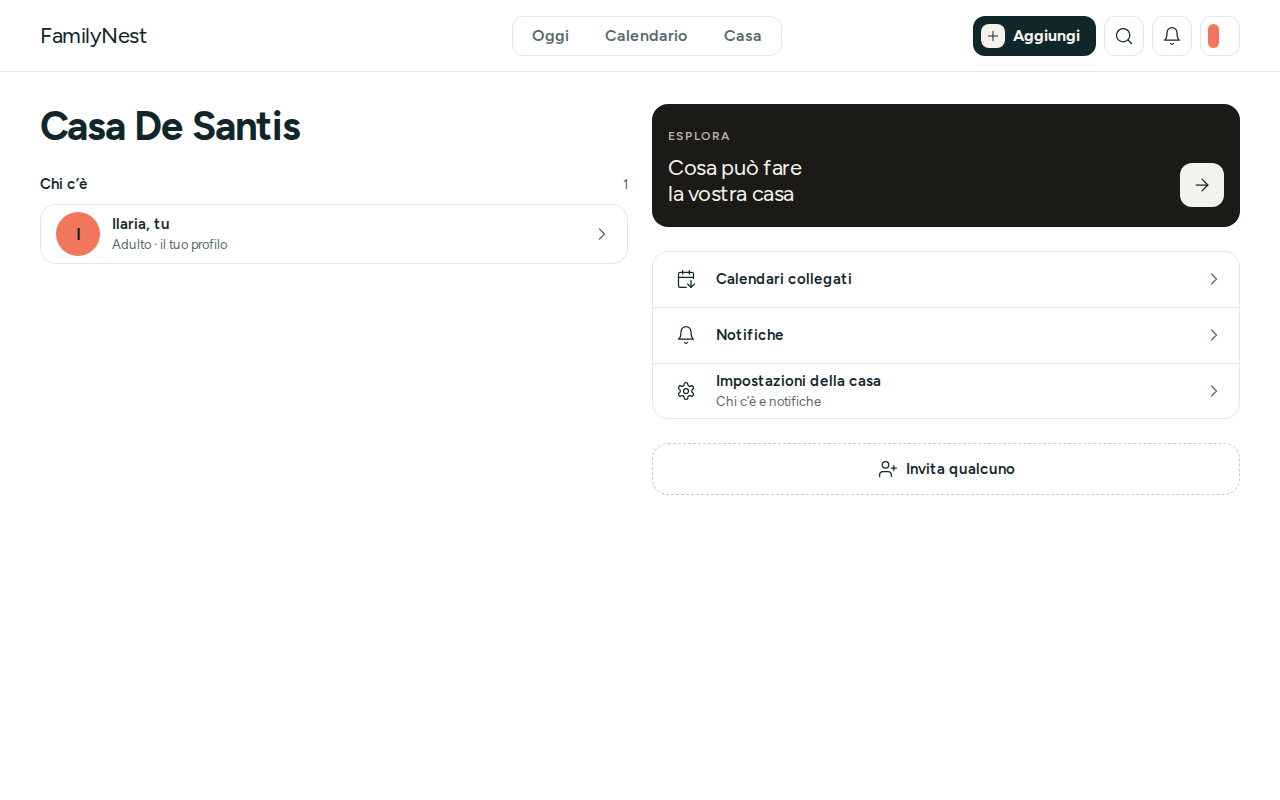 FamilyNest
Oggi
Calendario
Casa
Aggiungi
Casa De Santis
Chi c’è
1
I
Ilaria, tu
Adulto · il tuo profilo
ESPLORA
Cosa può fare
la vostra casa
Calendari collegati
Notifiche
Impostazioni della casa
Chi c’è e notifiche
Invita qualcuno